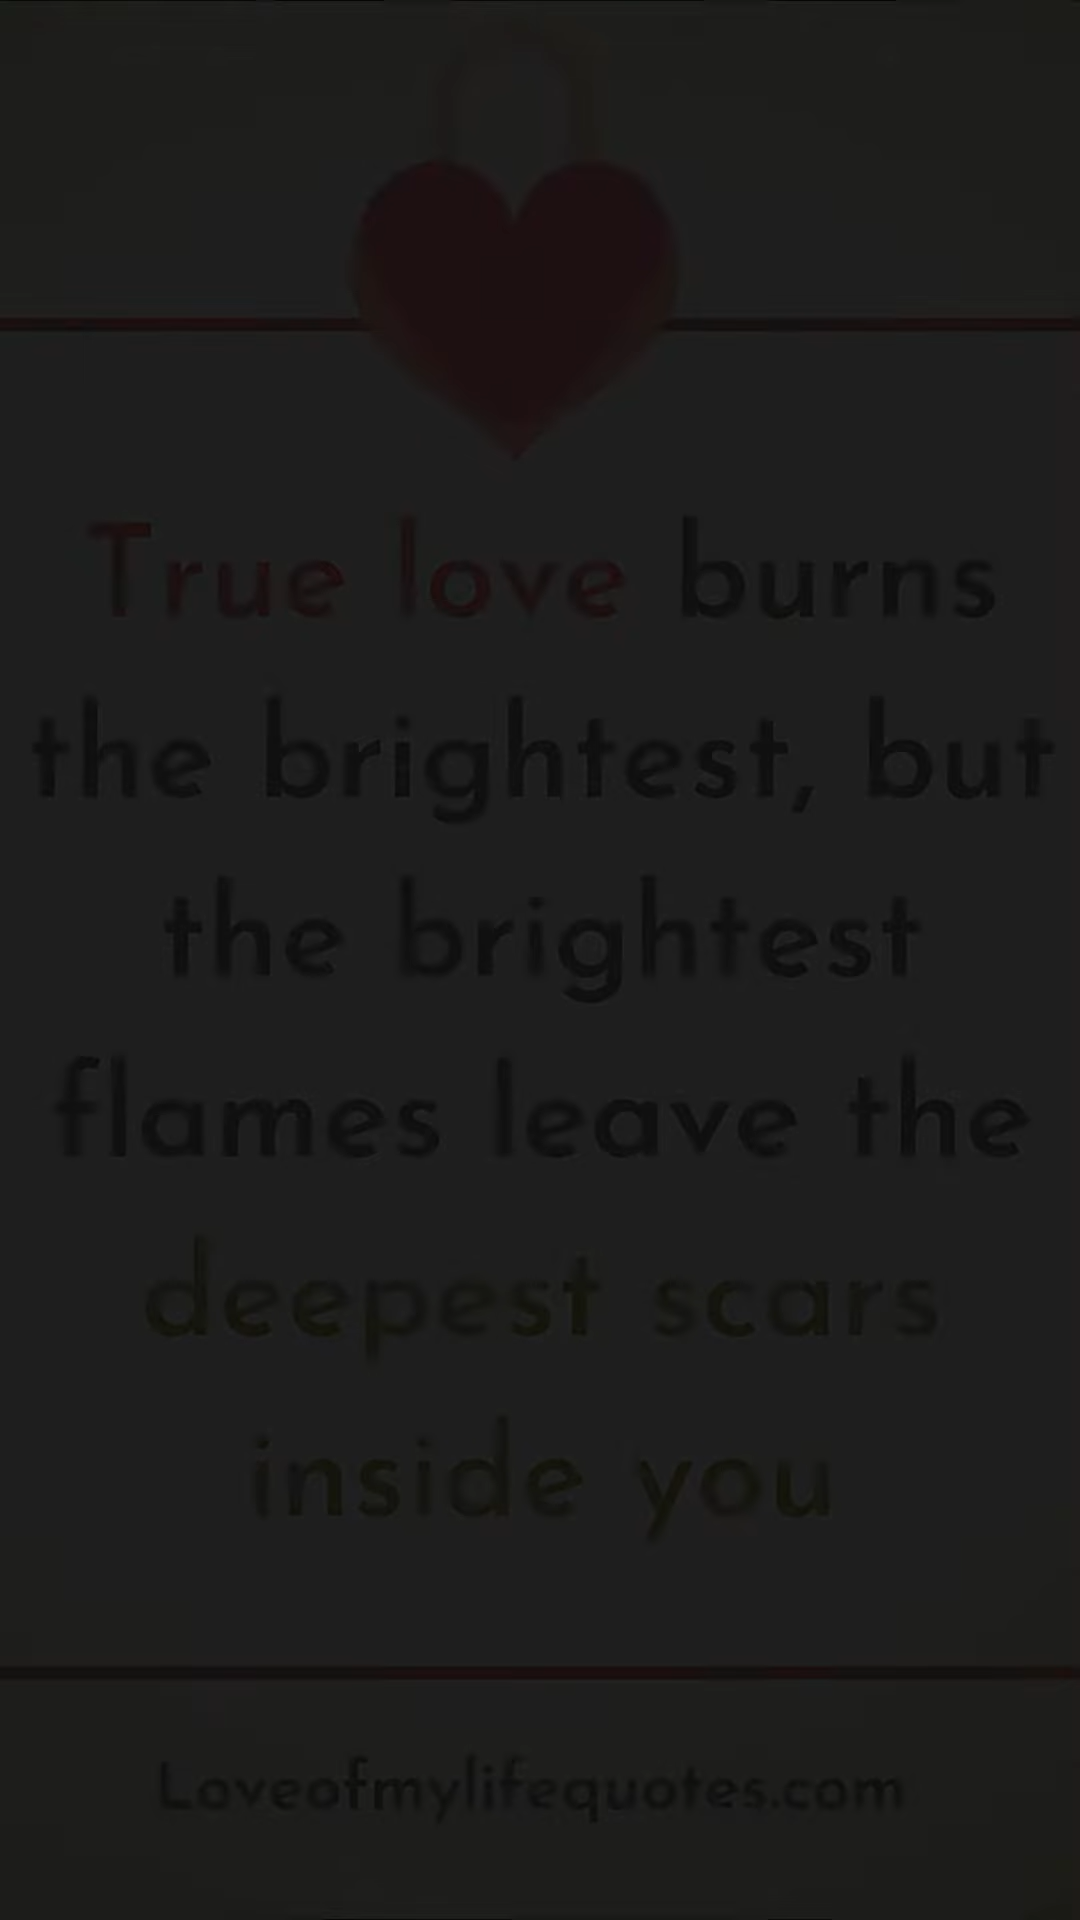 True love burns
the brightest, but
the brightest
flames leave the
deepest scars
inside you
Loveofmylifequotes.com